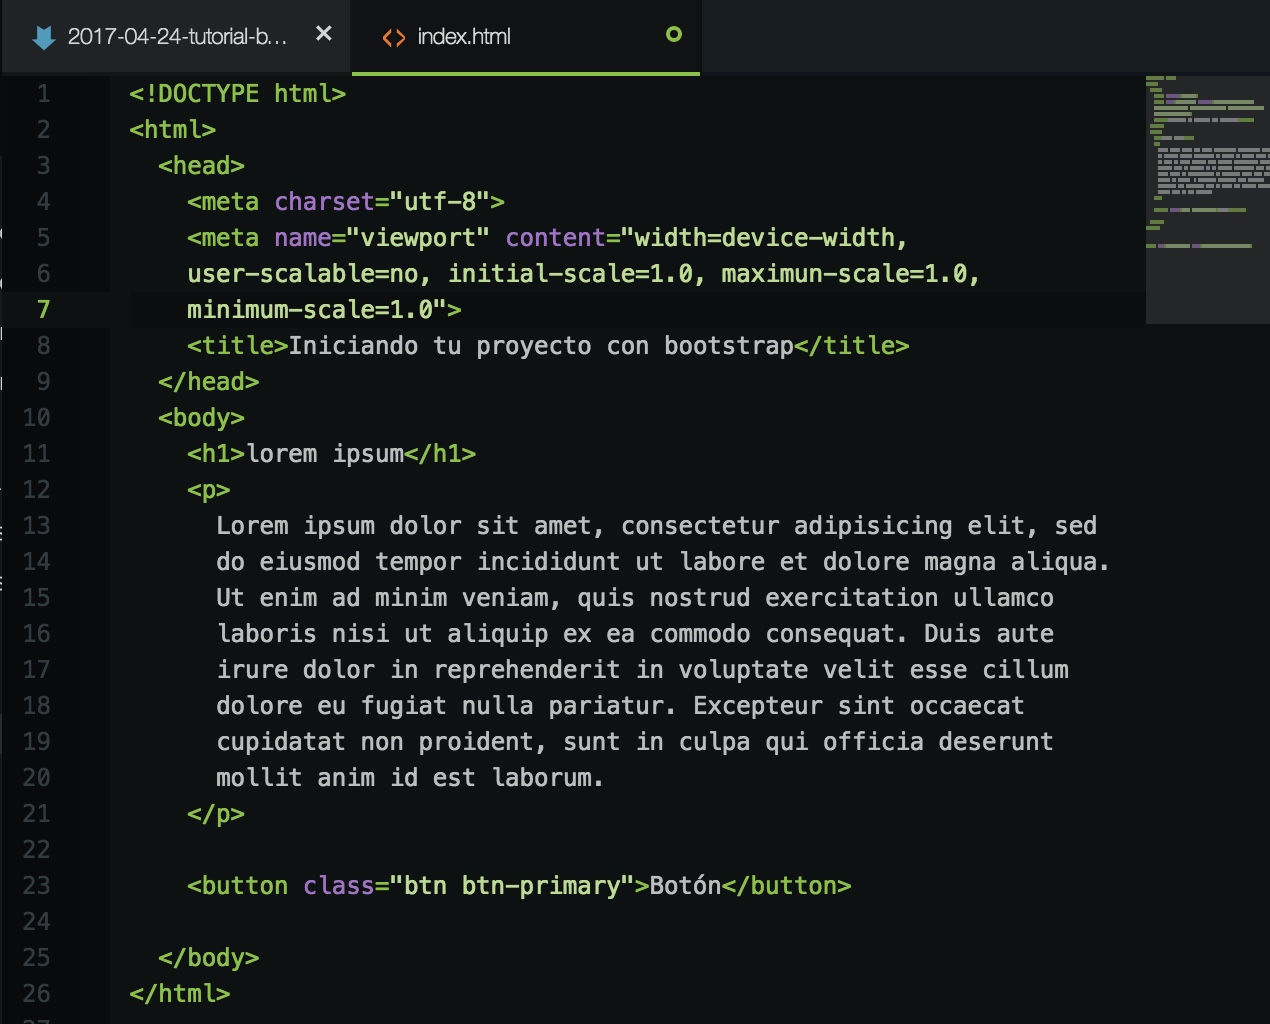 2017-04-24-tutorial-b...
index.html
1 <!DOCTYPE html>
2 <html>
3 <head>
4 <meta charset="utf-8">
5 <meta name="viewport" content="width=device-width,
6 user-scalable=no, initial-scale=1.0, maximun-scale=1.0,
7 minimum-scale=1.0">
8 <title>Iniciando tu proyecto con bootstrap</title>
9 </head>
10 <body>
11 <h1>lorem ipsum</h1>
12 <p>
13 Lorem ipsum dolor sit amet, consectetur adipisicing elit, sed
14 do eiusmod tempor incididunt ut labore et dolore magna aliqua.
15 Ut enim ad minim veniam, quis nostrud exercitation ullamco
16 laboris nisi ut aliquip ex ea commodo consequat. Duis aute
17 irure dolor in reprehenderit in voluptate velit esse cillum
18 dolore eu fugiat nulla pariatur. Excepteur sint occaecat
19 cupidatat non proident, sunt in culpa qui officia deserunt
20 mollit anim id est laborum.
21 </p>
22
23 <button class="btn btn-primary">Botón</button>
24
25 </body>
26 </html>
27